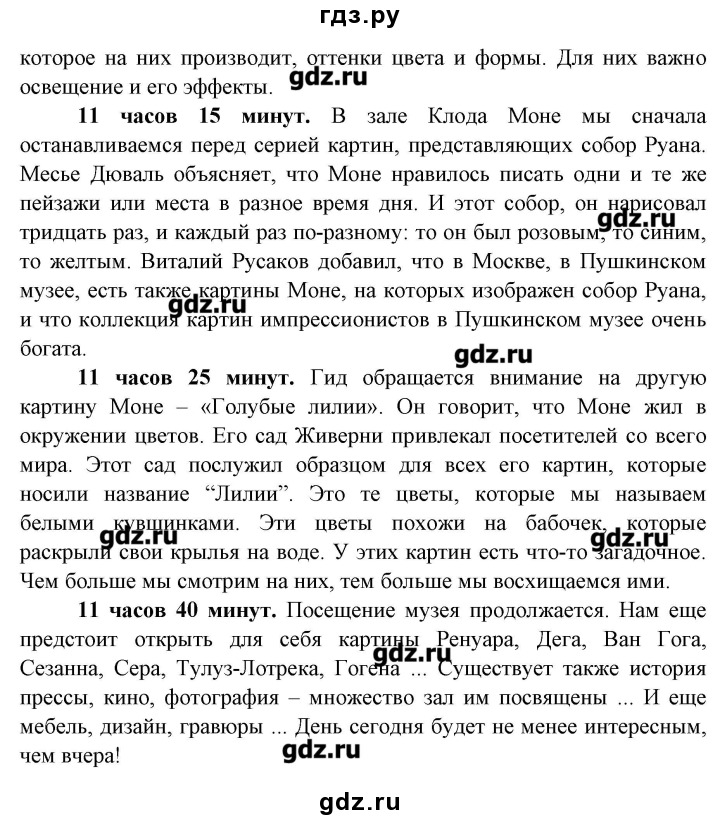 гдз.ру
которое на них производит, оттенки цвета и формы. Для них важно
освещение и его эффекты.
gdz.ru
11 часов 15 минут. В зале Клода Моне мы сначала
останавливаемся перед серией картин, представляющих собор Руана.
Месье Дюваль объясняет, что Моне нравилось писать одни и те же
пейзажи или места в разное время дня. И этот собор, он нарисовал
gdz.ru
тридцать раз, и каждый раз по-разному: то он был розовым, то синим,
то желтым. Виталий Русаков добавил, что в Москве, в Пушкинском
музее, есть также картины Моне, на которых изображен собор Руана,
gdz.ru
и что коллекция картин импрессионистов в Пушкинском музее очень
богата.
gdz.ru
11 часов 25 минут. Гид обращается внимание на другую
картину Моне – «Голубые лилии». Он говорит, что Моне жил в
окружении цветов. Его сад Живерни привлекал посетителей со всего
мира. Этот сад послужил образцом для всех его картин, которые
носили название “Лилии”. Это те цветы, которые мы называем
белыми кувшинками. Эти цветы похожи на бабочек, которые
gdz.ru
gdz.ru
раскрыли свои крылья на воде. У этих картин есть что-то загадочное.
Чем больше мы смотрим на них, тем больше мы восхищаемся ими.
11 часов 40 минут. Посещение музея продолжается. Нам еще
предстоит открыть для себя картины Ренуара, Дега, Ван Гога,
gdz.ru
Сезанна, Сера, Тулуз-Лотрека, Гогена ... Существует также история
прессы, кино, фотография – множество зал им посвящены ... И еще
мебель, дизайн, гравюры ... День сегодня будет не менее интересным,
gdz.ru
чем вчера!
gdz.ru